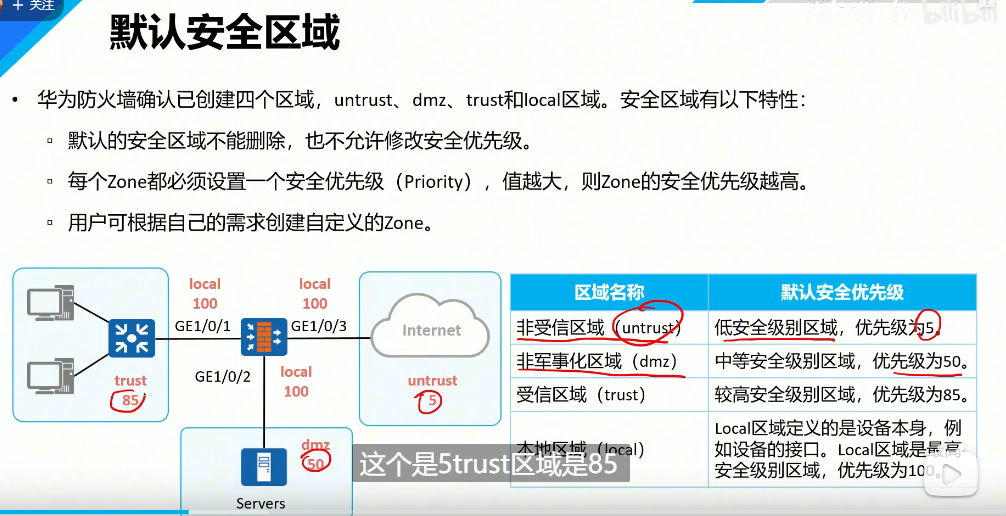 + 关注
bilibili
默认安全区域
• 华为防火墙确认已创建四个区域，untrust、dmz、trust和local区域。安全区域有以下特性：
▫ 默认的安全区域不能删除，也不允许修改安全优先级。
▫ 每个Zone都必须设置一个安全优先级（Priority），值越大，则Zone的安全优先级越高。
▫ 用户可根据自己的需求创建自定义的Zone。
local
100
local
100
GE1/0/1
GE1/0/3
Internet
GE1/0/2
local
100
trust
85
untrust
5
dmz
50
Servers
区域名称 默认安全优先级
非受信区域（untrust） 低安全级别区域，优先级为5。
非军事化区域（dmz） 中等安全级别区域，优先级为50。
受信区域（trust） 较高安全级别区域，优先级为85。
本地区域（local） Local区域定义的是设备本身，例
如设备的接口。Local区域是最高
安全级别区域，优先级为100。
这个是5trust区域是85